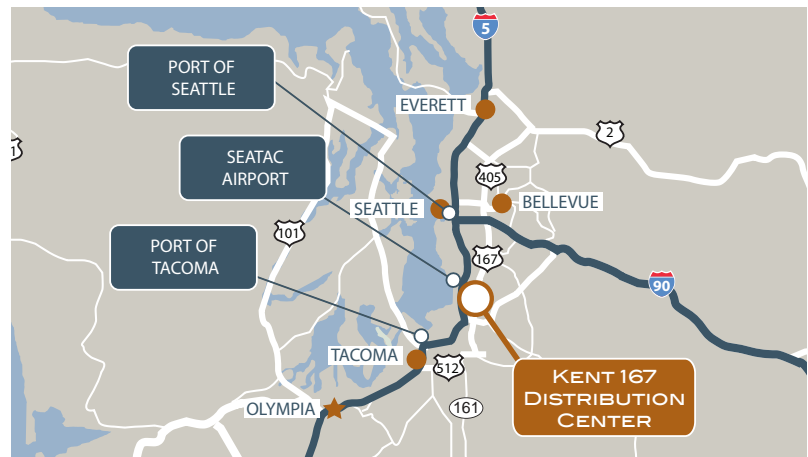 5
PORT OF
SEATTLE
EVERETT
2
1
SEATAC
AIRPORT
405
SEATTLE
BELLEVUE
101
PORT OF
TACOMA
167
90
TACOMA
512
KENT 167
DISTRIBUTION
CENTER
OLYMPIA
161